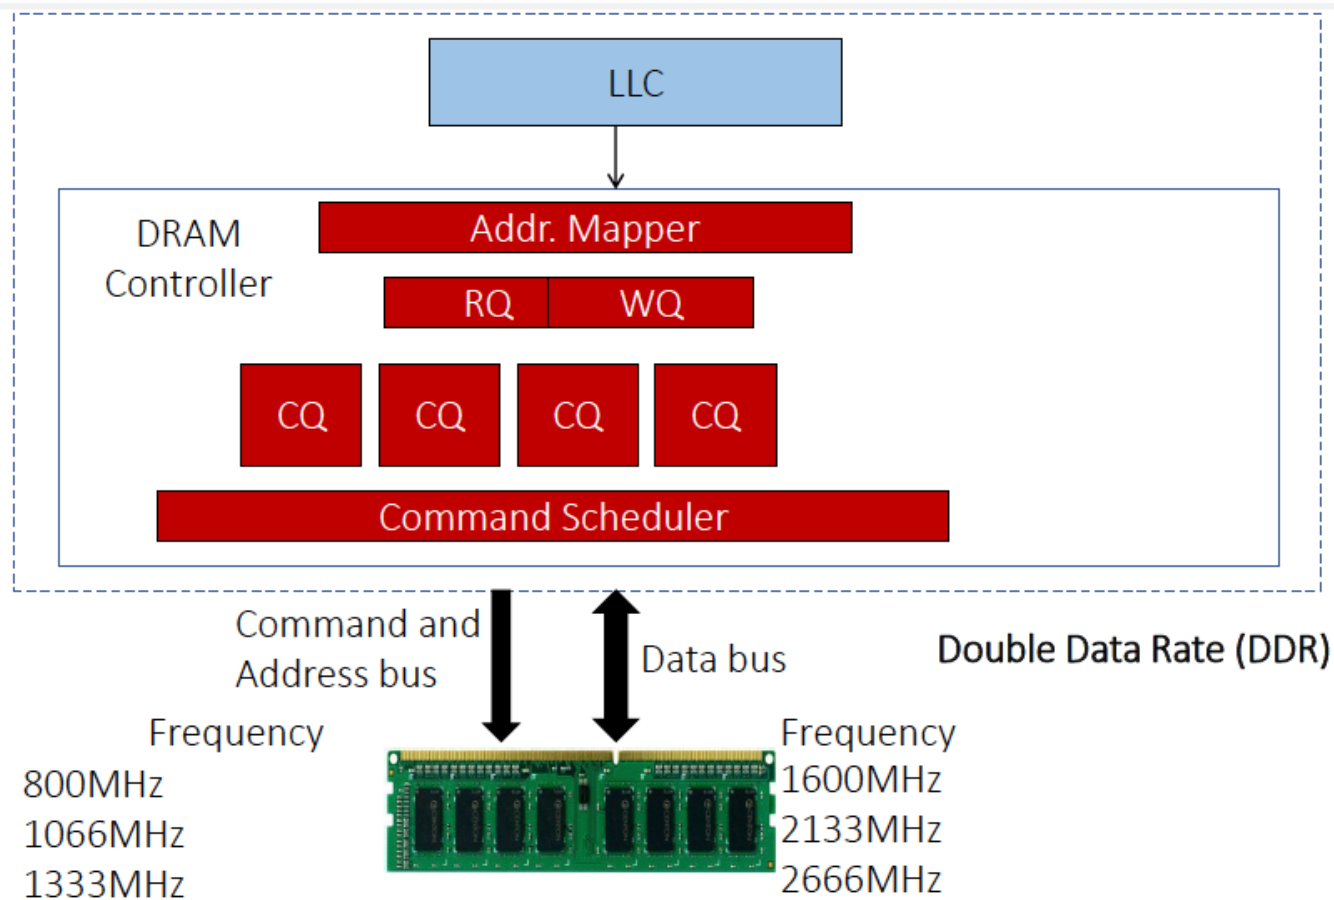 LLC
DRAM
Controller
Addr. Mapper
RQ
WQ
CQ
CQ
CQ
CQ
Command Scheduler
Command and
Address bus
Data bus
Double Data Rate (DDR)
Frequency
800MHz
1066MHz
1333MHz
Frequency
1600MHz
2133MHz
2666MHz